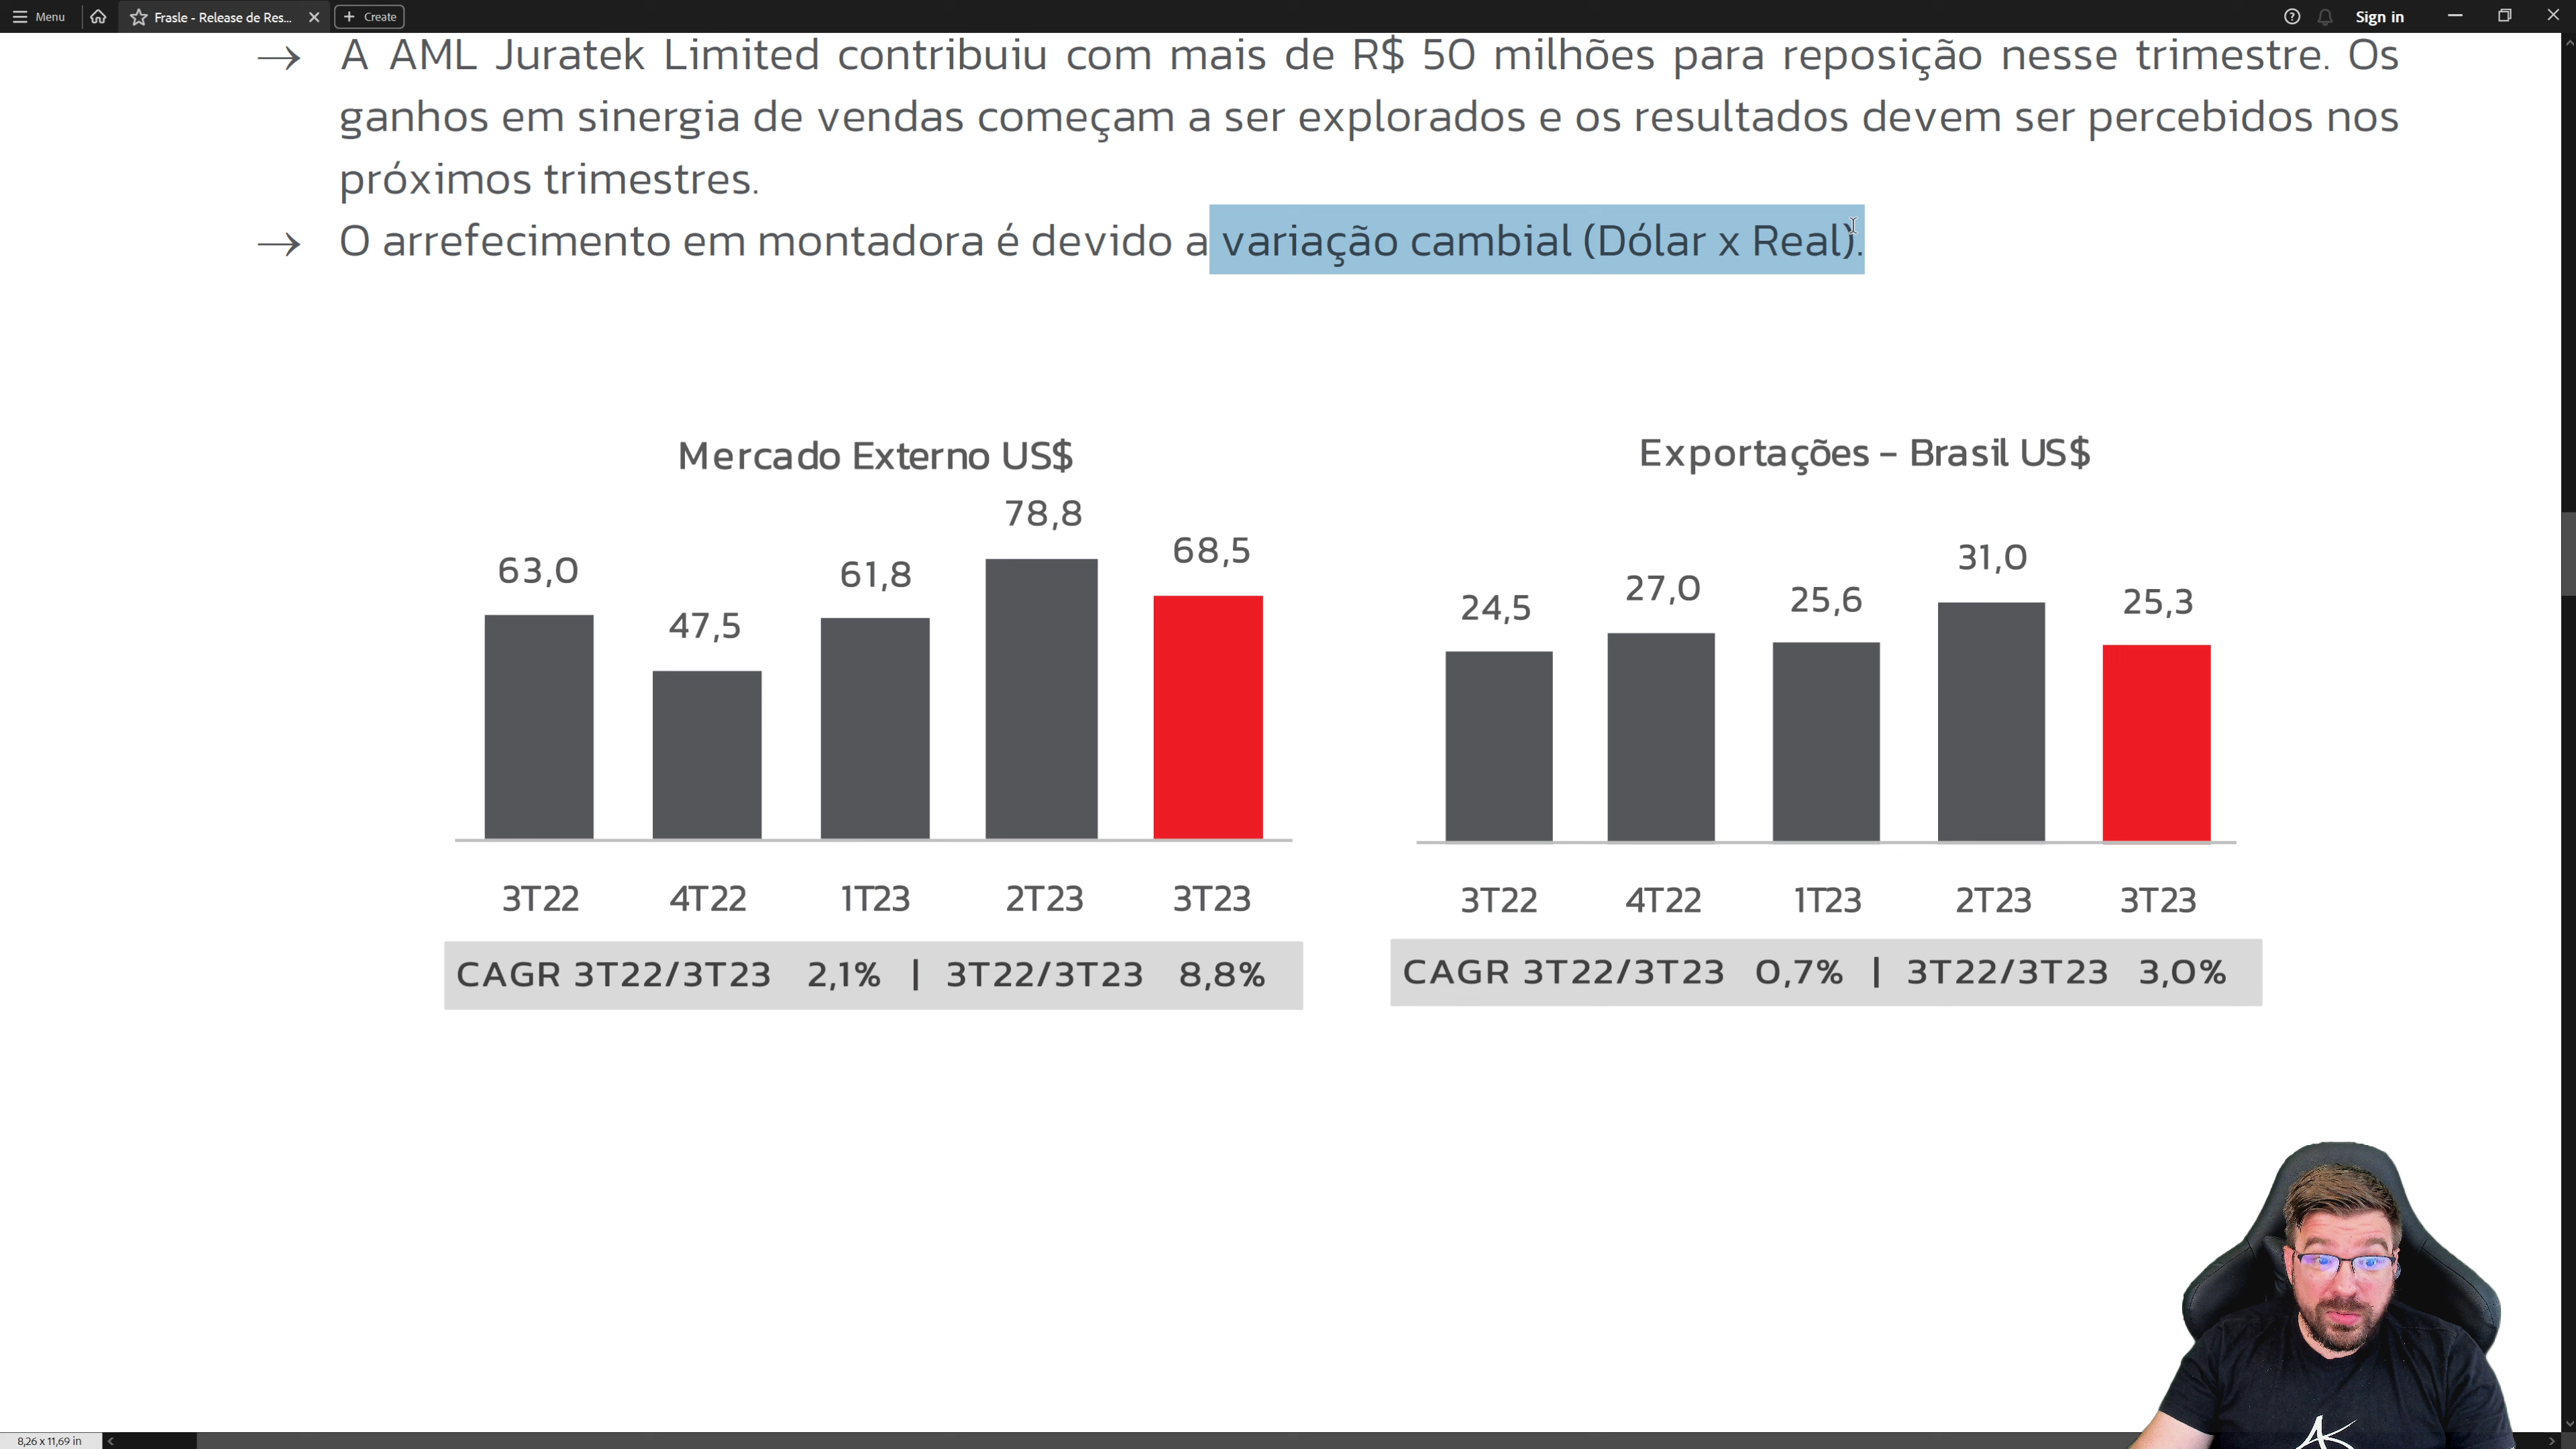 Menu
Frasle - Release de Res...
Create
Sign in
→ A AML Juratek Limited contribuiu com mais de R$ 50 milhões para reposição nesse trimestre. Os
ganhos em sinergia de vendas começam a ser explorados e os resultados devem ser percebidos nos
próximos trimestres.
→ O arrefecimento em montadora é devido a variação cambial (Dólar x Real).
Mercado Externo US$
63,0
47,5
61,8
78,8
68,5
3T22 4T22 1T23 2T23 3T23
CAGR 3T22/3T23 2,1% | 3T22/3T23 8,8%
Exportações - Brasil US$
24,5
27,0
25,6
31,0
25,3
3T22 4T22 1T23 2T23 3T23
CAGR 3T22/3T23 0,7% | 3T22/3T23 3,0%
8,26 x 11,69 in